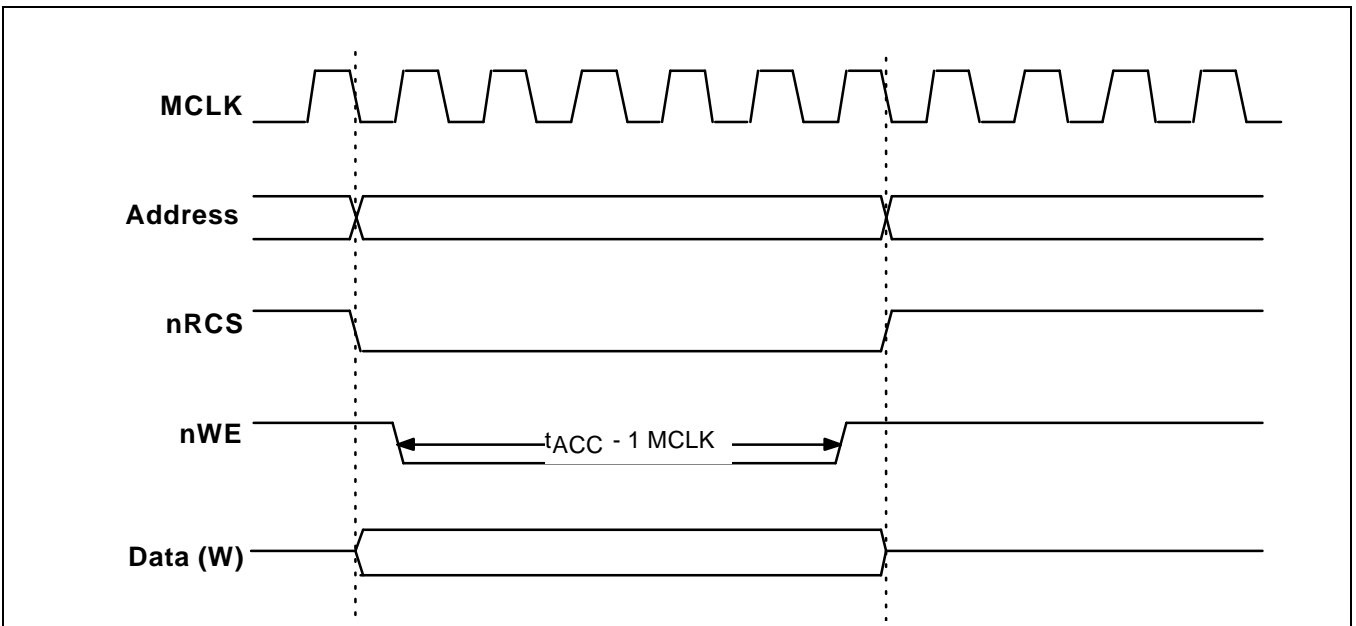 MCLK
Address
nRCS
nWE
tACC - 1 MCLK
Data (W)